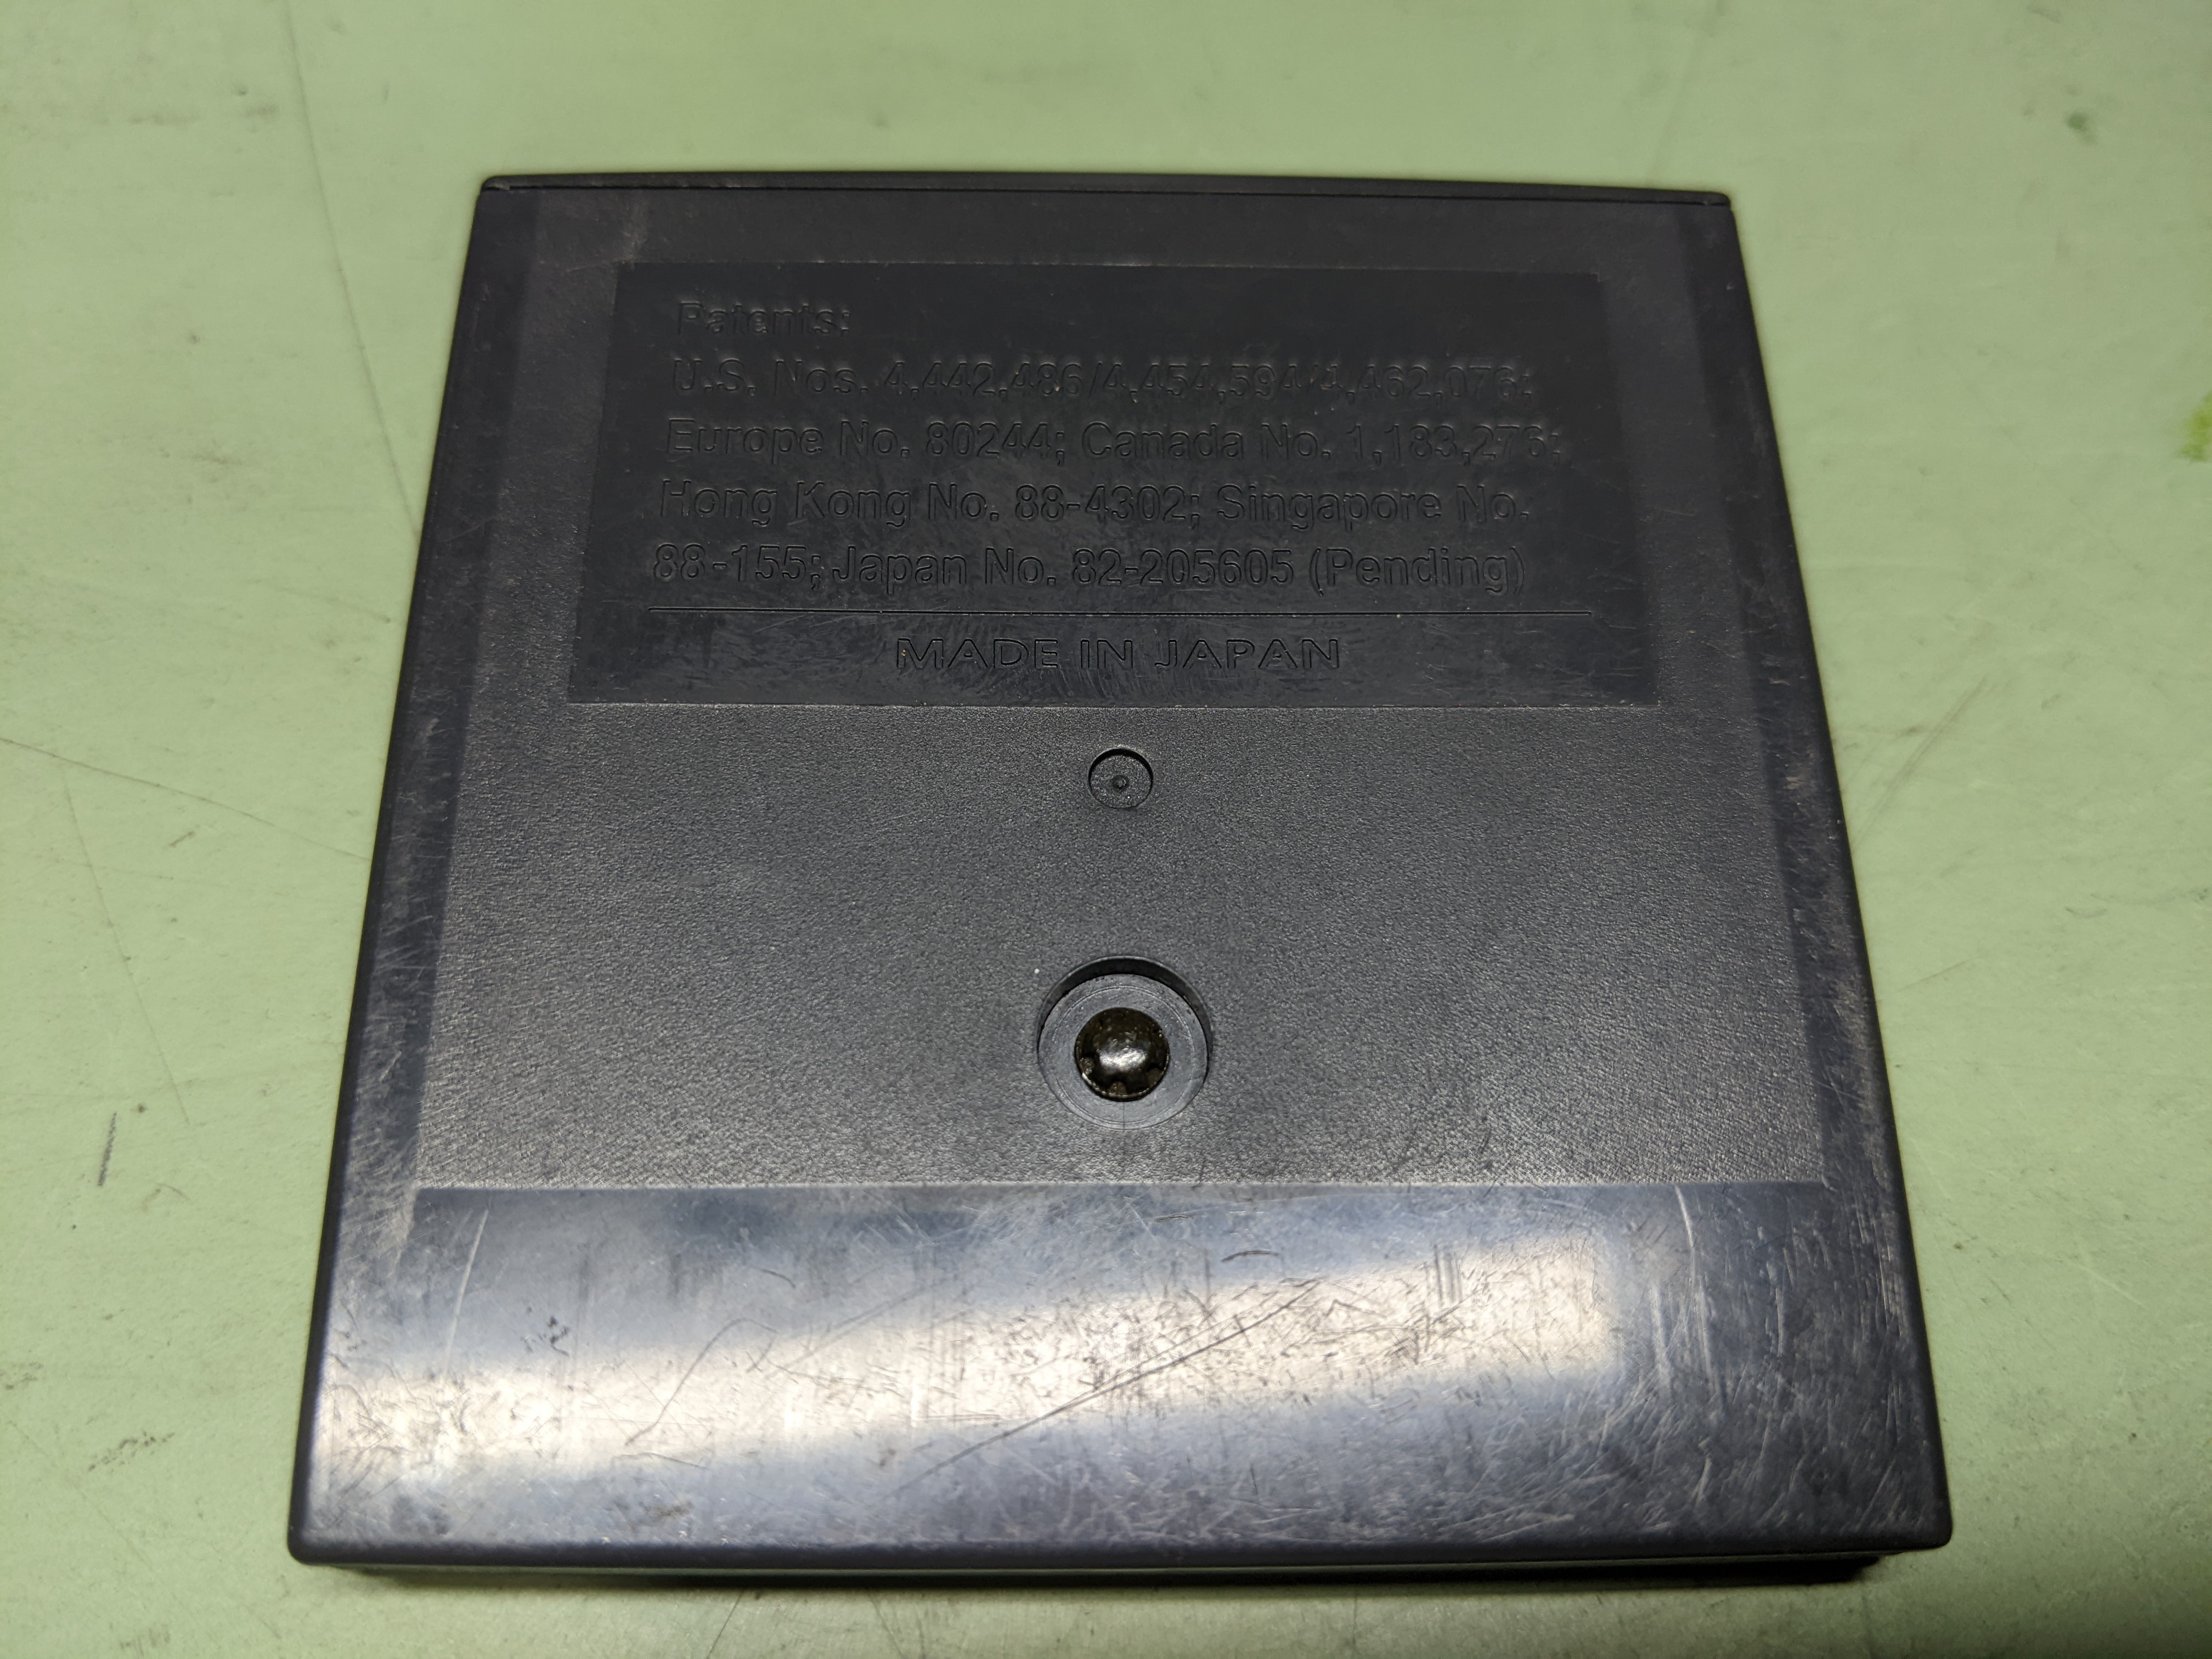 Patents:
U.S. Nos. 4,442,486/4,454,594/4,462,076;
Europe No. 80244; Canada No. 1,183,276;
Hong Kong No. 88-4302; Singapore No.
88-155; Japan No. 82-205605 (Pending)
MADE IN JAPAN